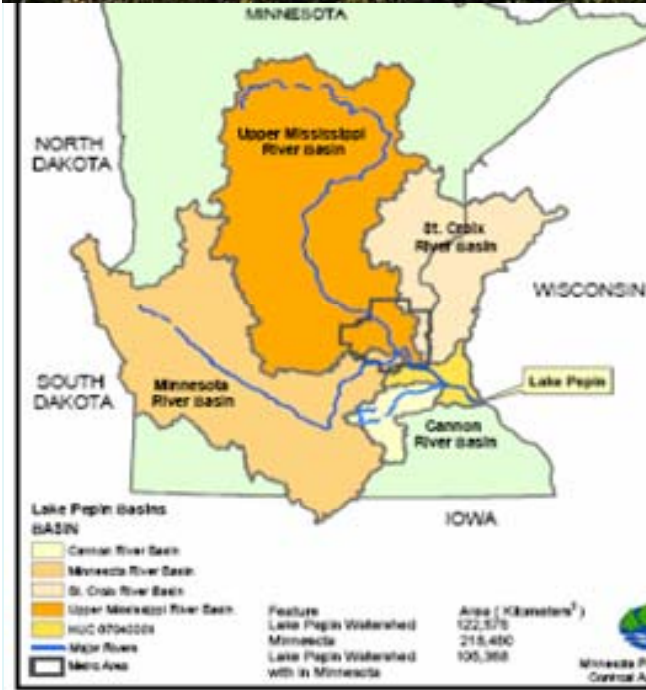 MINNESOTA
NORTH
DAKOTA
Upper Mississippi
River Basin
St. Croix
River Basin
WISCONSIN
SOUTH
DAKOTA
Minnesota
River Basin
Lake Pepin
Cannon
River Basin
IOWA
Lake Pepin Basins
BASIN
Cannon River Basin
Minnesota River Basin
St. Croix River Basin
Upper Mississippi River Basin
HUC
Major Rivers
Metro Area
Feature
Area ( Kilometers²)
Lake Pepin Watershed
Minnesota
Lake Pepin Watershed
with in Minnesota
Minnesota